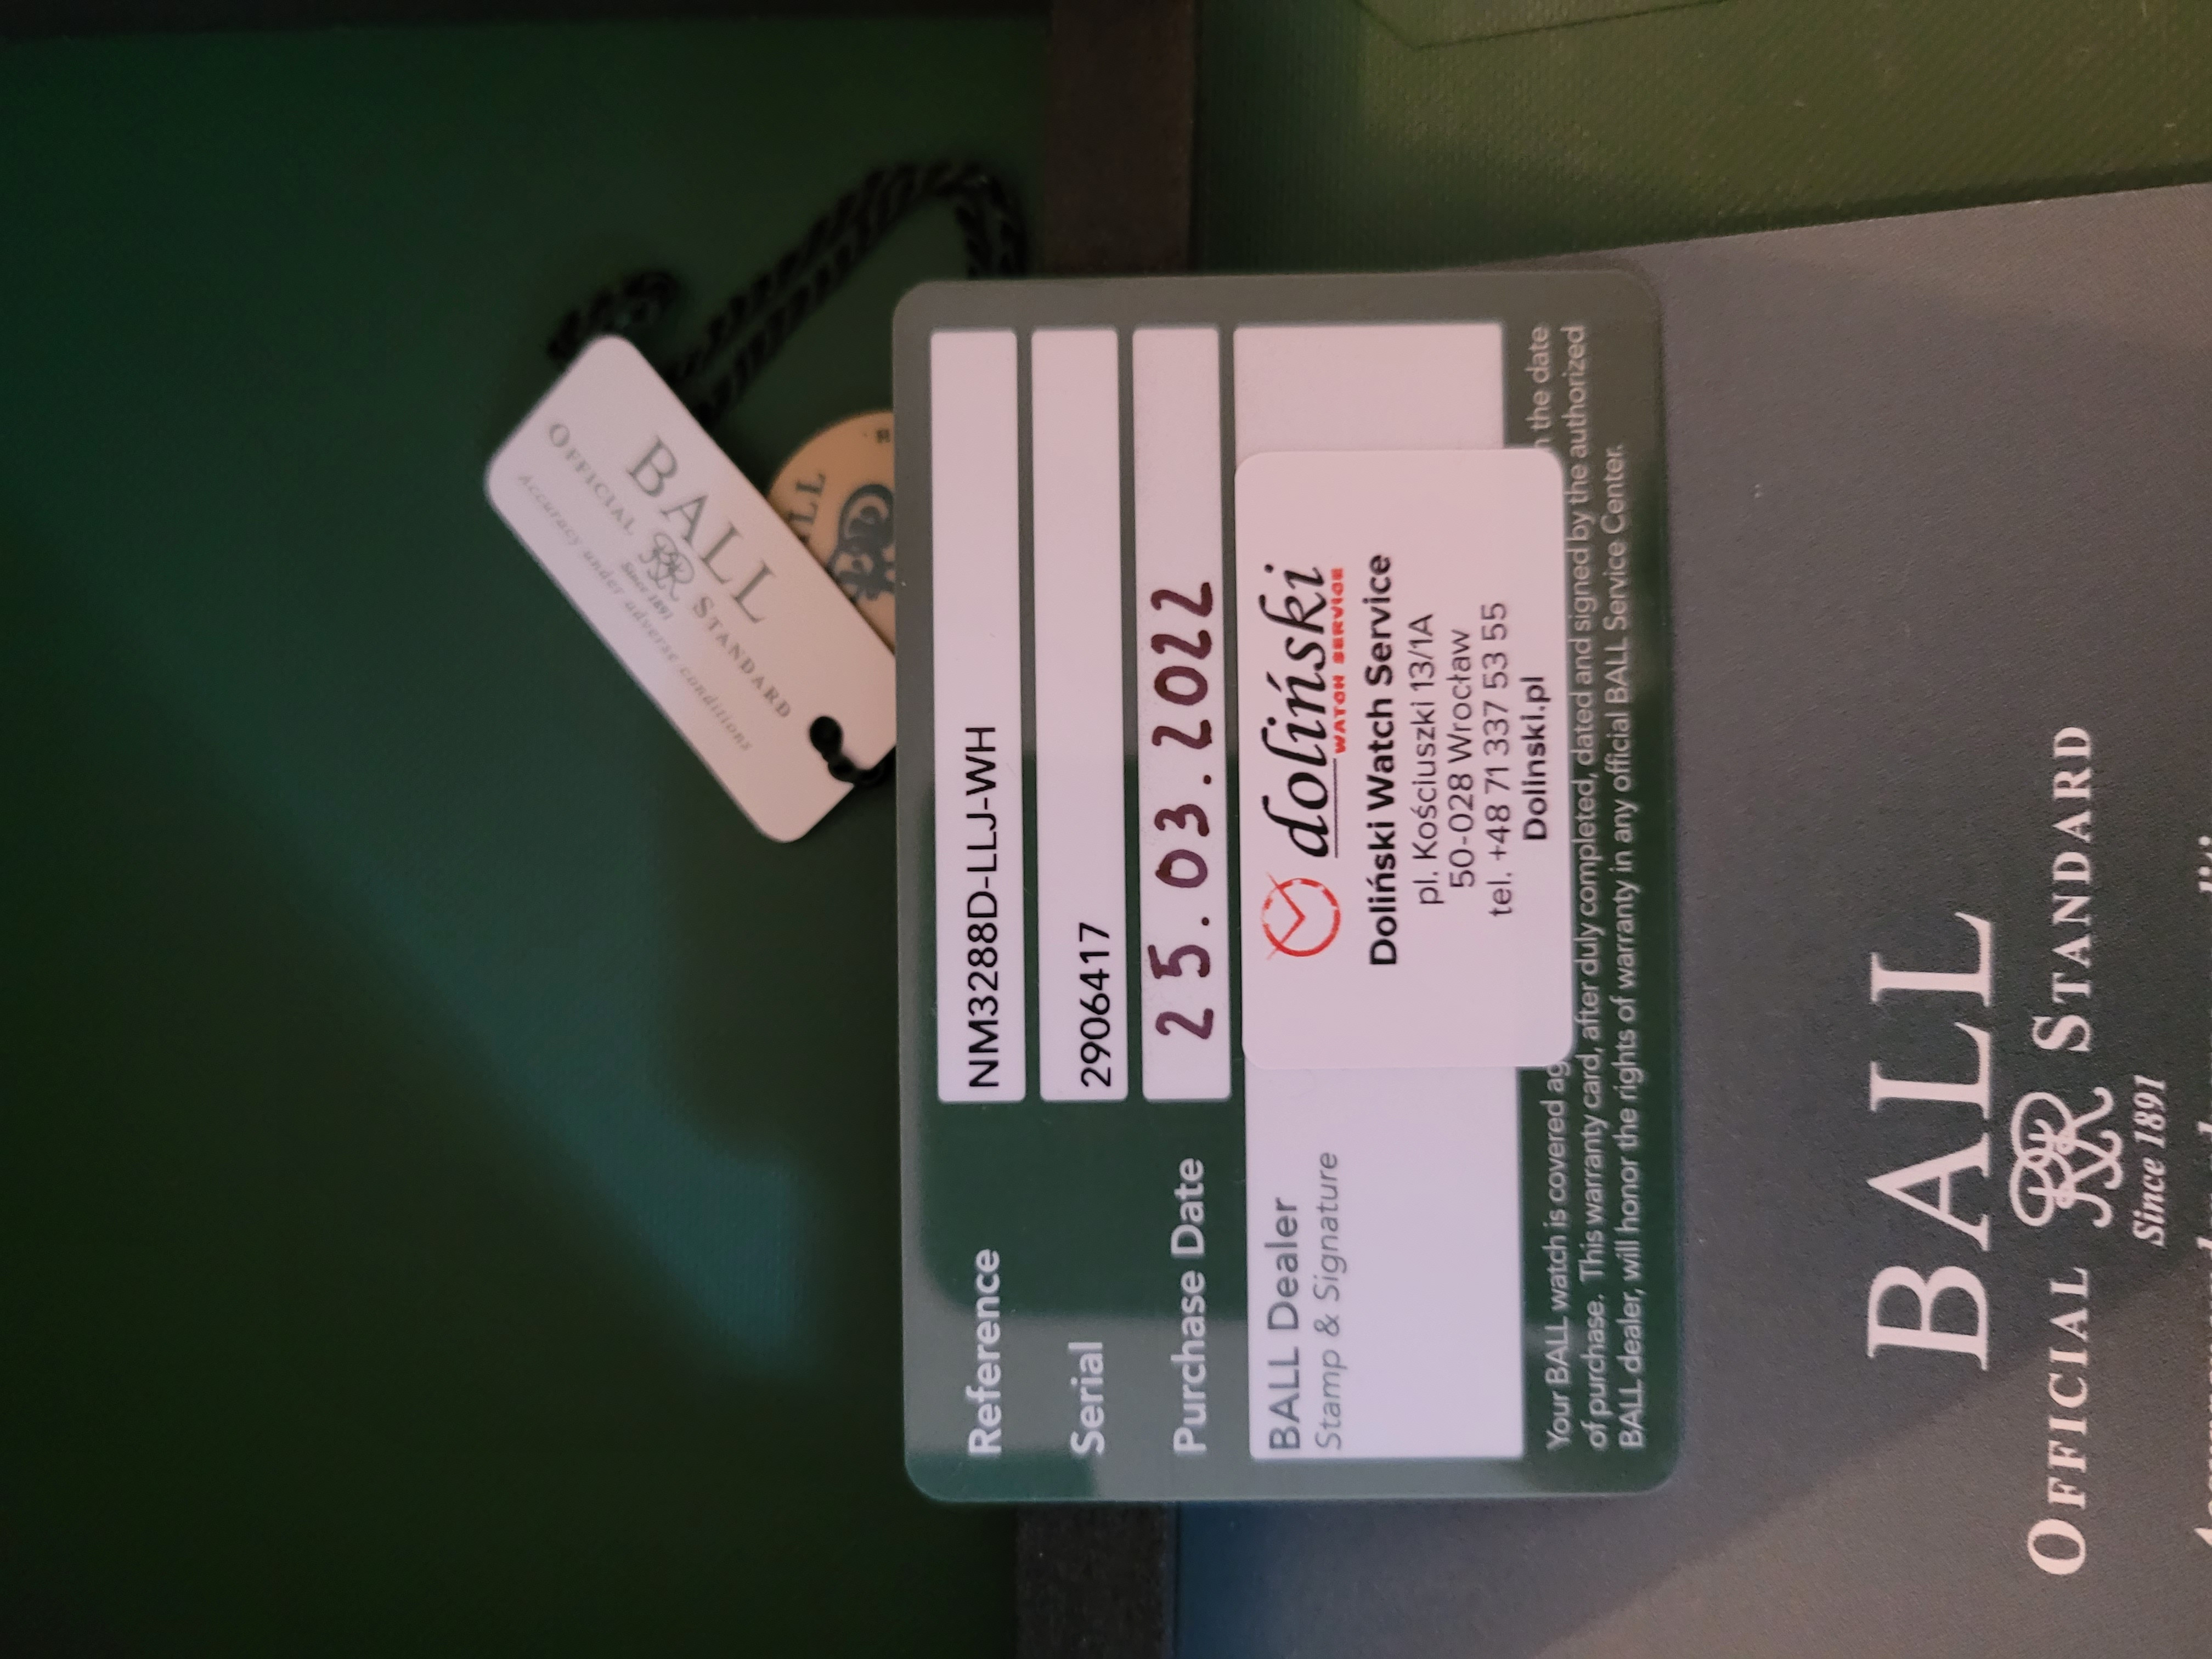 Reference
NM3288D-LLJ-WH
Serial
2906417
Purchase Date
25.03.2022
BALL Dealer
Stamp & Signature
doliński
WATCH SERVICE
Doliński Watch Service
pl. Kościuszki 13/1A
50-028 Wrocław
tel. +48 71 337 53 55
Dolinski.pl
Your BALL watch is covered the date
of purchase. This warranty card, after duly completed, dated and signed by the authorized
BALL dealer, will honor the rights of warranty in any official BALL Service Center.
BALL
OFFICIAL RR STANDARD
Since 1891
Accuracy under adverse conditions
BALL
OFFICIAL RR STANDARD
Since 1891